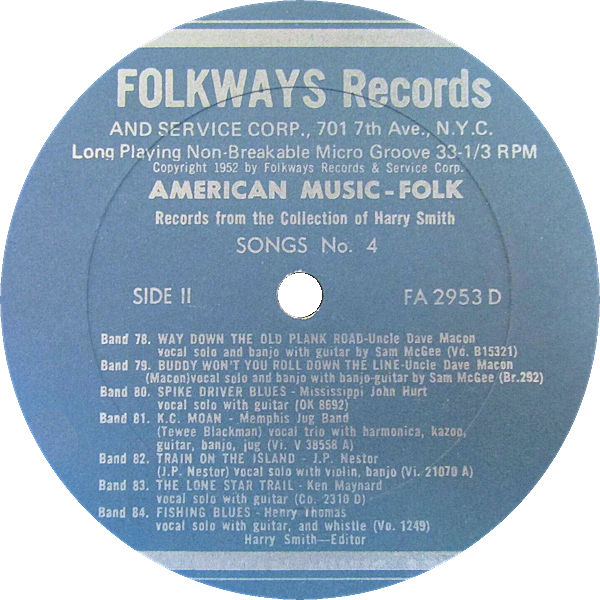 FOLKWAYS Records
AND SERVICE CORP., 701 7th Ave., N.Y.C.
Long Playing Non-Breakable Micro Groove 33-1/3 RPM
Copyright 1952 by Folkways Records & Service Corp.
AMERICAN MUSIC-FOLK
Records from the Collection of Harry Smith
SONGS No. 4
SIDE II FA 2953 D
Band 78. WAY DOWN THE OLD PLANK ROAD-Uncle Dave Macon
vocal solo and banjo with guitar by Sam McGee (Vo. B15321)
Band 79. BUDDY WON'T YOU ROLL DOWN THE LINE-Uncle Dave Macon
(Macon)vocal solo and banjo with banjo-guitar by Sam McGee (Br.292)
Band 80. SPIKE DRIVER BLUES - Mississippi John Hurt
vocal solo with guitar (OK 8692)
Band 81. K.C. MOAN - Memphis Jug Band
(Tewee Blackman) vocal trio with harmonica, kazoo,
guitar, banjo, jug (Vi. V 38558 A)
Band 82. TRAIN ON THE ISLAND - J.P. Nestor
(J.P. Nestor) vocal solo with violin, banjo (Vi. 21070 A)
Band 83. THE LONE STAR TRAIL - Ken Maynard
vocal solo with guitar (Co. 2310 D)
Band 84. FISHING BLUES - Henry Thomas
vocal solo with guitar, and whistle (Vo. 1249)
Harry Smith—Editor